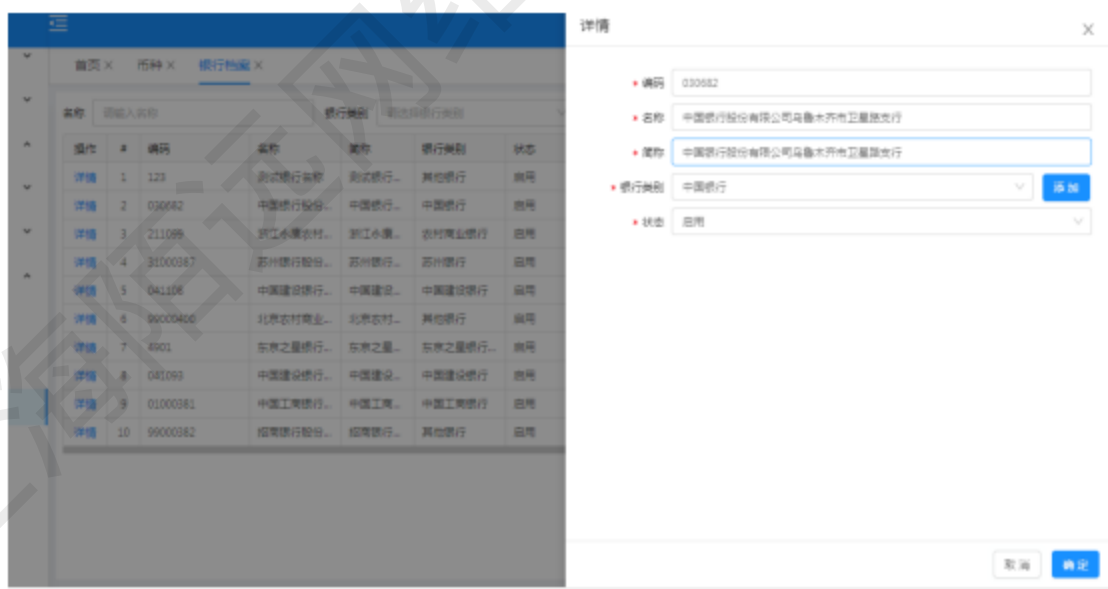 详情
首页 币种 银行档案
名称 请输入名称 银行类别 请选择银行类别
操作 # 编码 名称 简称 银行类别 状态
详情 1 123 测试银行名称 测试银行... 其他银行 启用
详情 2 030682 中国银行股份... 中国银行... 中国银行 启用
详情 3 211099 浙江永康农村... 浙江永康... 农村商业银行 启用
详情 4 31000387 苏州银行股份... 苏州银行... 苏州银行 启用
详情 5 041106 中国建设银行... 中国建设... 中国建设银行 启用
详情 6 99000400 北京农村商业... 北京农村... 其他银行 启用
详情 7 4901 东京之星银行... 东京之星... 东京之星银行... 启用
详情 8 041093 中国建设银行... 中国建设... 中国建设银行 启用
详情 9 01000381 中国工商银行... 中国工商... 中国工商银行 启用
详情 10 99000382 招商银行股份... 招商银行... 其他银行 启用
* 编码 030682
* 名称 中国银行股份有限公司乌鲁木齐市卫星路支行
* 简称 中国银行股份有限公司乌鲁木齐市卫星路支行
* 银行类别 中国银行 添加
* 状态 启用
取消 确定